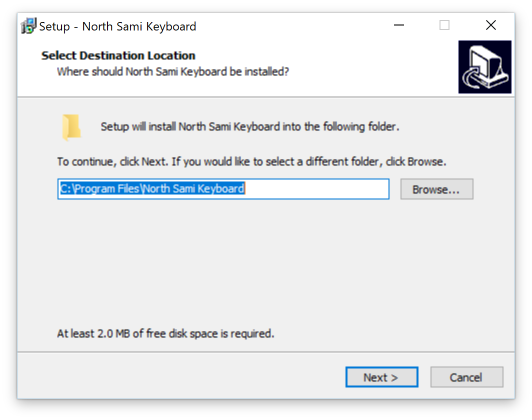 Setup - North Sami Keyboard
Select Destination Location
Where should North Sami Keyboard be installed?
Setup will install North Sami Keyboard into the following folder.
To continue, click Next. If you would like to select a different folder, click Browse.
C:\Program Files\North Sami Keyboard
Browse...
At least 2.0 MB of free disk space is required.
Next >
Cancel